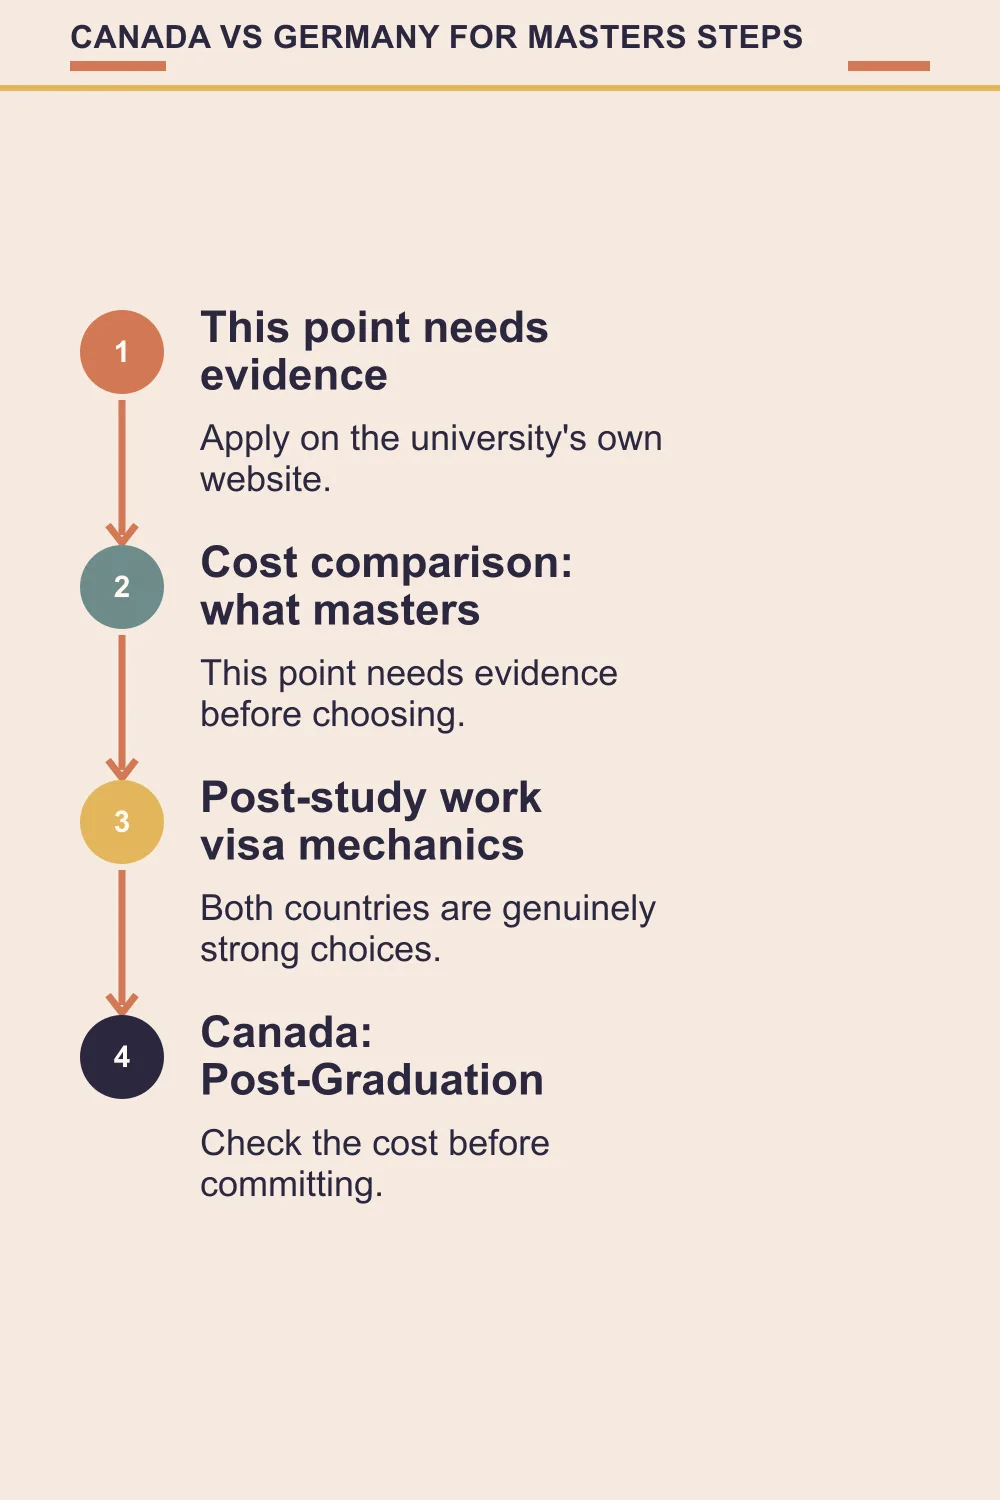 CANADA VS GERMANY FOR MASTERS STEPS
1
This point needs
evidence
Apply on the university's own
website.
2
Cost comparison:
what masters
This point needs evidence
before choosing.
3
Post-study work
visa mechanics
Both countries are genuinely
strong choices.
4
Canada:
Post-Graduation
Check the cost before
committing.